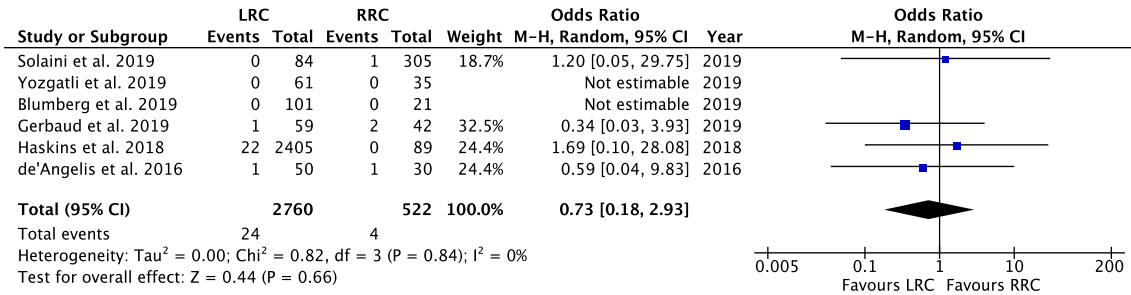 LRC RRC Odds Ratio Odds Ratio
Study or Subgroup Events Total Events Total Weight M-H, Random, 95% CI Year M-H, Random, 95% CI
Solaini et al. 2019 0 84 1 305 18.7% 1.20 [0.05, 29.75] 2019
Yozgatli et al. 2019 0 61 0 35 Not estimable 2019
Blumberg et al. 2019 0 101 0 21 Not estimable 2019
Gerbaud et al. 2019 1 59 2 42 32.5% 0.34 [0.03, 3.93] 2019
Haskins et al. 2018 22 2405 0 89 24.4% 1.69 [0.10, 28.08] 2018
de'Angelis et al. 2016 1 50 1 30 24.4% 0.59 [0.04, 9.83] 2016
Total (95% CI) 2760 522 100.0% 0.73 [0.18, 2.93]
Total events 24 4
Heterogeneity: Tau² = 0.00; Chi² = 0.82, df = 3 (P = 0.84); I² = 0%
Test for overall effect: Z = 0.44 (P = 0.66)
0.005 0.1 1 10 200
Favours LRC Favours RRC